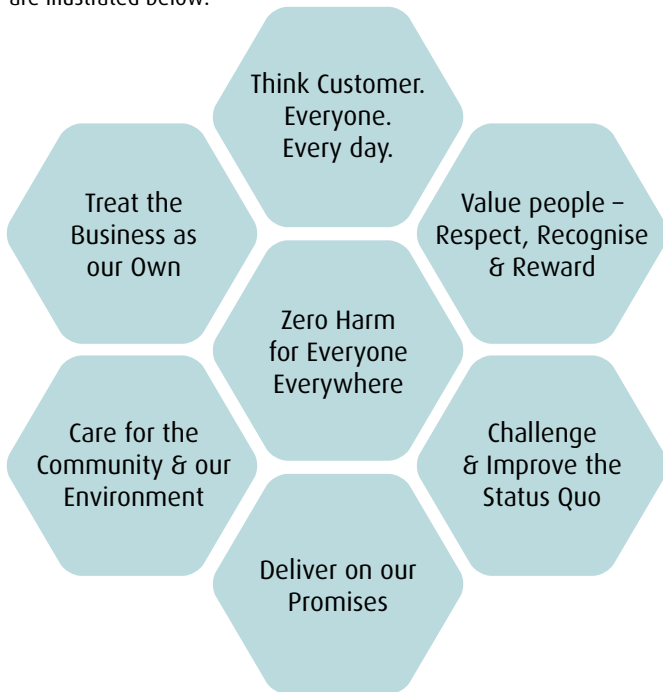 are illustrated below:
Think Customer.
Everyone.
Every day.
Treat the
Business as
our Own
Value people –
Respect, Recognise
& Reward
Zero Harm
for Everyone
Everywhere
Care for the
Community & our
Environment
Challenge
& Improve the
Status Quo
Deliver on our
Promises